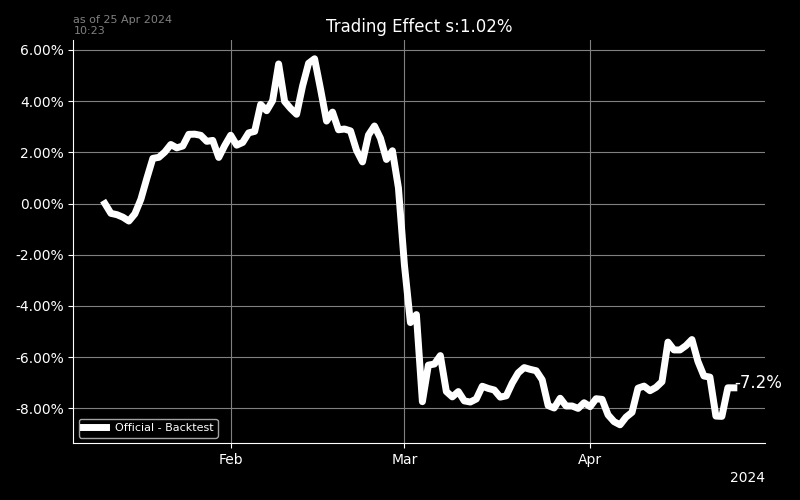 as of 25 Apr 2024
10:23
Trading Effect s:1.02%
6.00%
4.00%
2.00%
0.00%
-2.00%
-4.00%
-6.00%
-8.00%
-7.2%
Official - Backtest
Feb
Mar
Apr
2024